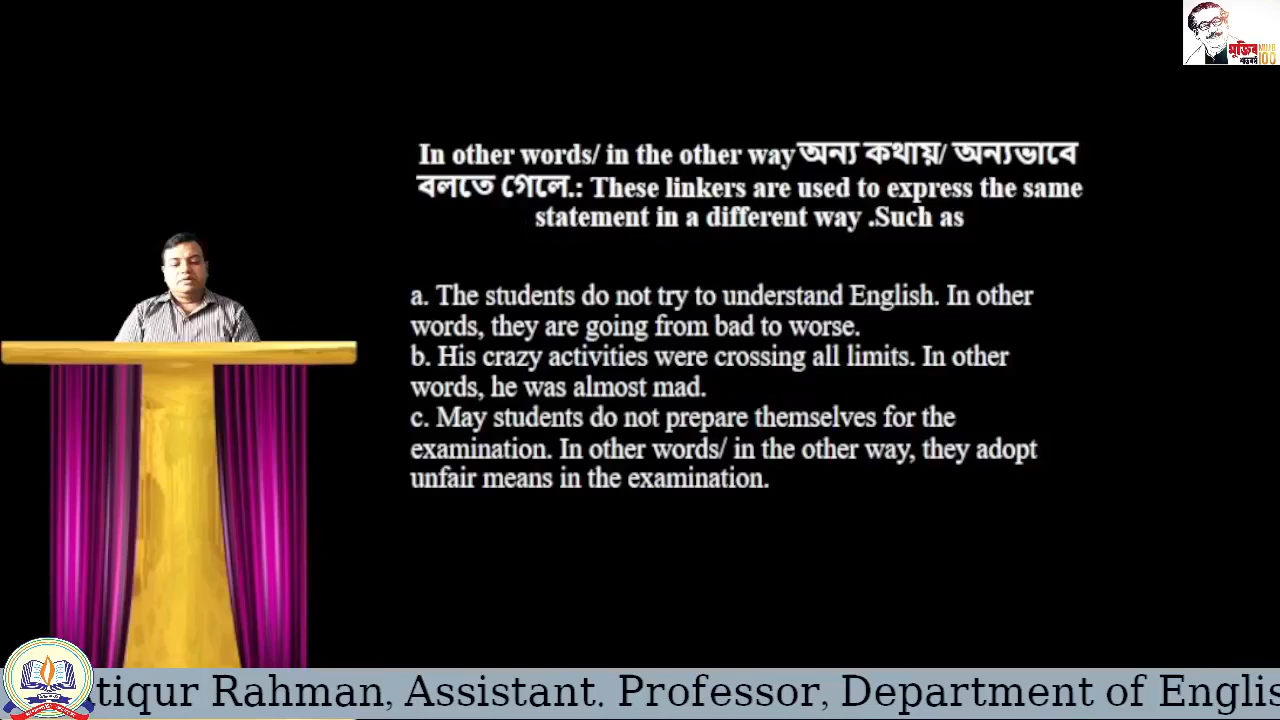 মুজিব MUJIB
শতবর্ষ 100
In other words/ in the other way অন্য কথায়/ অন্যভাবে
বলতে গেলে.: These linkers are used to express the same
statement in a different way .Such as
a. The students do not try to understand English. In other
words, they are going from bad to worse.
b. His crazy activities were crossing all limits. In other
words, he was almost mad.
c. May students do not prepare themselves for the
examination. In other words/ in the other way, they adopt
unfair means in the examination.
tiqur Rahman, Assistant. Professor, Department of Englis